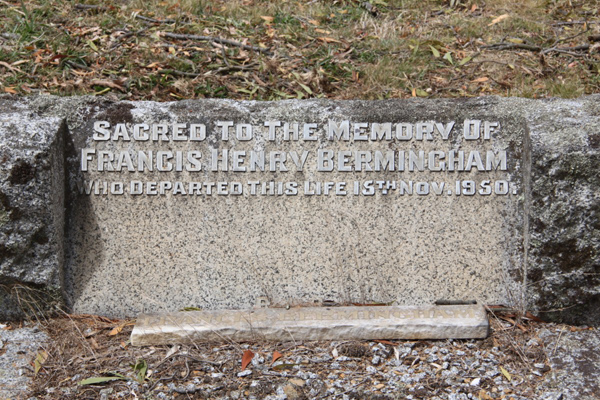 SACRED TO THE MEMORY OF
FRANCIS HENRY BERMINGHAM
WHO DEPARTED THIS LIFE 15TH NOV. 1950.